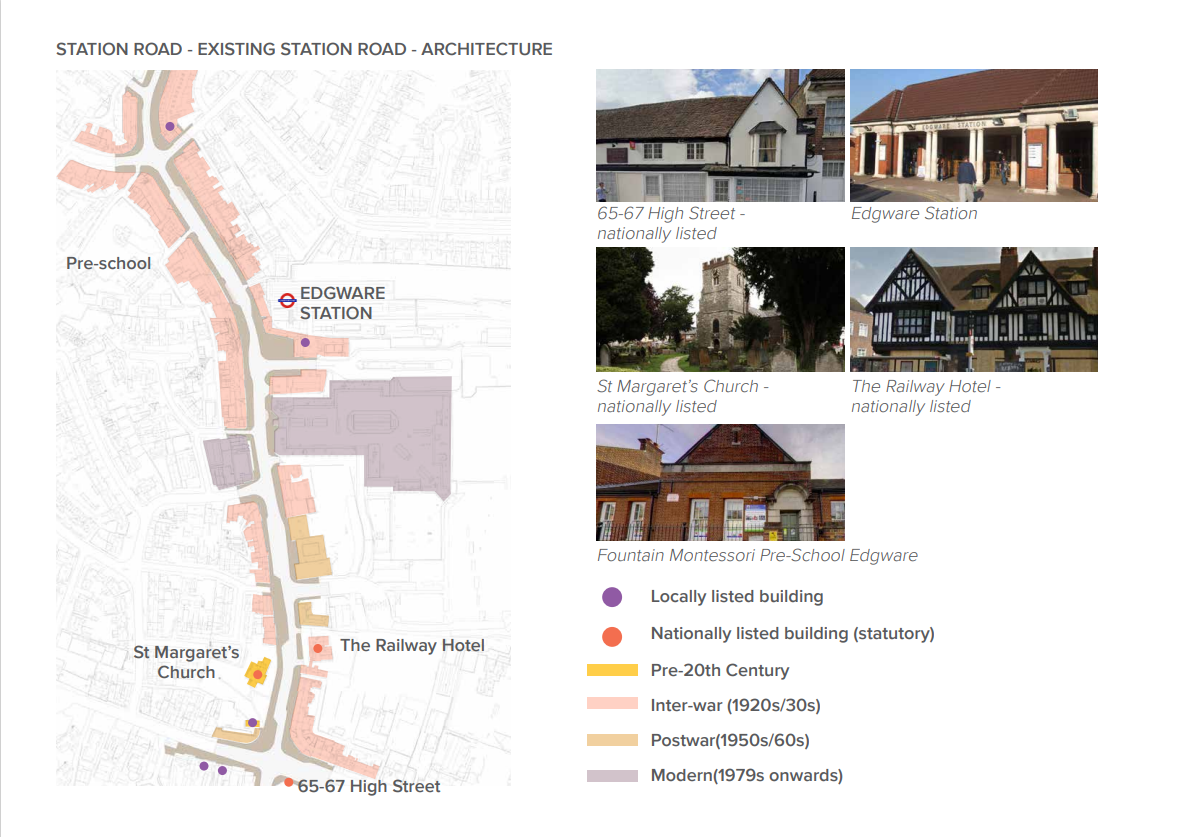 STATION ROAD - EXISTING STATION ROAD - ARCHITECTURE
Pre-school
EDGWARE
STATION
St Margaret’s
Church
The Railway Hotel
65-67 High Street
EDGWARE STATION
65-67 High Street -
nationally listed
Edgware Station
St Margaret’s Church -
nationally listed
The Railway Hotel -
nationally listed
Fountain Montessori Pre-School Edgware
Locally listed building
Nationally listed building (statutory)
Pre-20th Century
Inter-war (1920s/30s)
Postwar(1950s/60s)
Modern(1979s onwards)